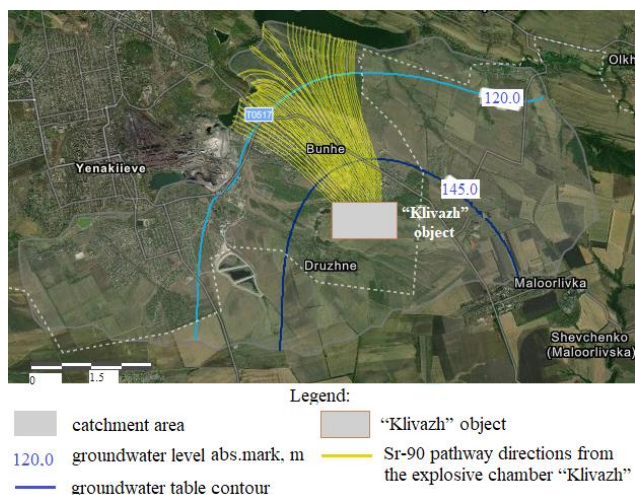 Olkh
120.0
T0517
Bunhe
Yenakiieve
145.0
“Klivazh”
object
Druzhne
Maloorlivka
Shevchenko
(Maloorlivska)
0 1.5
Legend:
catchment area
“Klivazh” object
120.0 groundwater level abs.mark, m
Sr-90 pathway directions from
the explosive chamber “Klivazh”
groundwater table contour